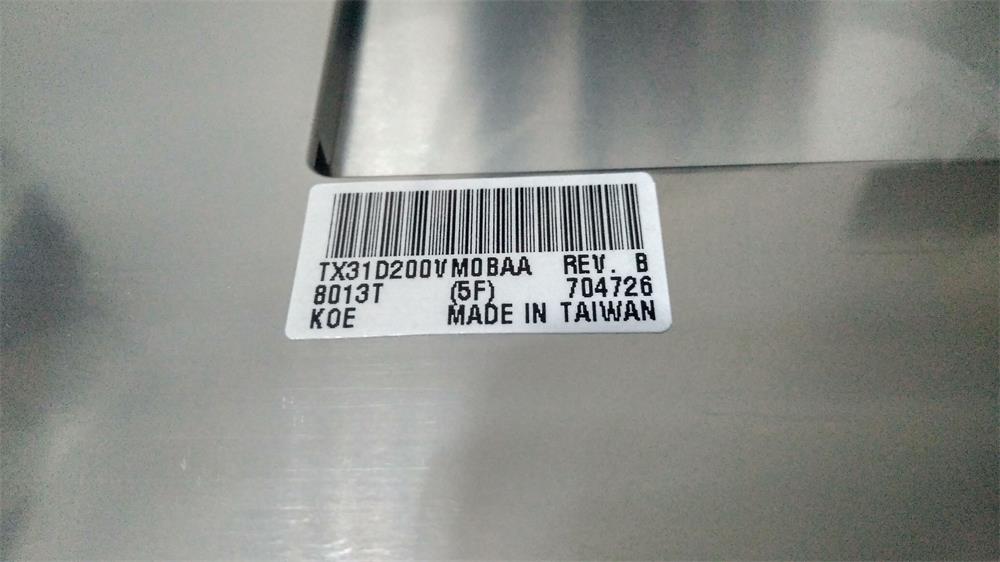 TX31D200VM0BAA REV. B
8013T (5F) 704726
KOE MADE IN TAIWAN